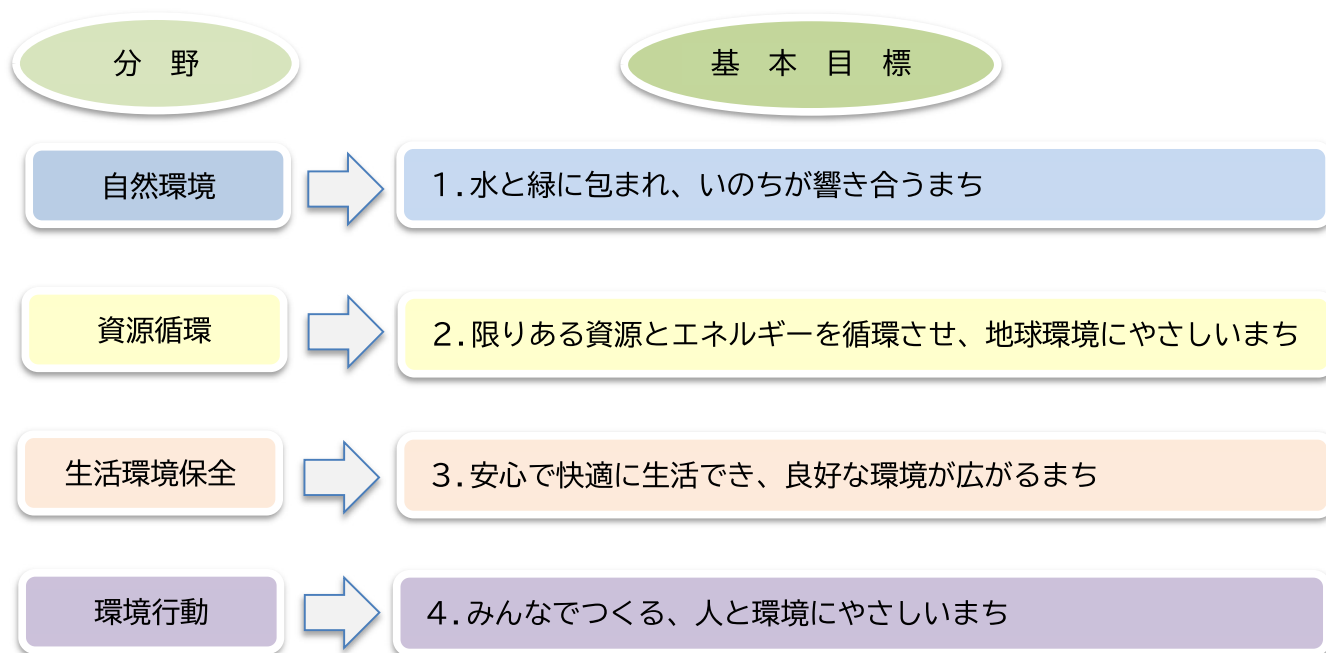 分　野
基　本　目　標
自然環境
１．水と緑に包まれ、いのちが響き合うまち
資源循環
２．限りある資源とエネルギーを循環させ、地球環境にやさしいまち
生活環境保全
３．安心で快適に生活でき、良好な環境が広がるまち
環境行動
４．みんなでつくる、人と環境にやさしいまち